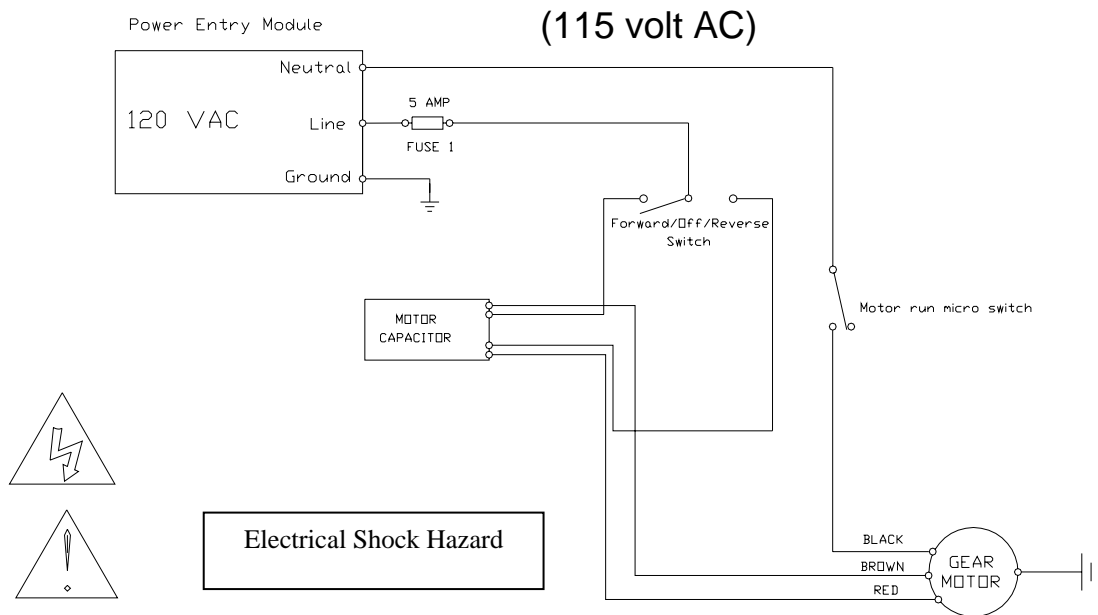 (115 volt AC)
Power Entry Module
Neutral
120 VAC
Line
Ground
5 AMP
FUSE 1
Forward/Off/Reverse
Switch
Motor run micro switch
MOTOR
CAPACITOR
Electrical Shock Hazard
BLACK
BROWN
RED
GEAR
MOTOR